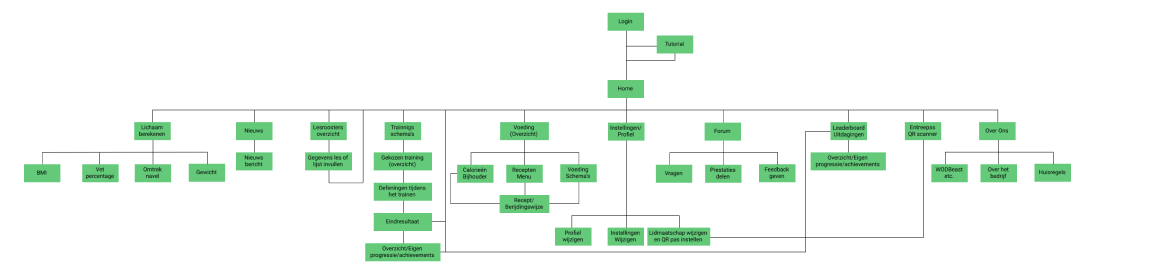 Login
Tutorial
Home
Lichaam
berekenen
Nieuws
Lesroosters
overzicht
Trainnigs
schema's
Voeding
(Overzicht)
Instellingen/
Profiel
Forum
Leaderboard
Uitdagingen
Entreepas
QR scanner
Over Ons
BMI
Vet
percentage
Omtrek
navel
Gewicht
Nieuws
bericht
Gegevens les of
lijst invullen
Gekozen training
(overzicht)
Calorieën
Bijhouder
Recepten
Menu
Voeding
Schema's
Vragen
Prestaties
delen
Feedback
geven
Overzicht/Eigen
progressie/achievements
WODBeast
etc.
Over het
bedrijf
Huisregels
Oefeningen tijdens
het trainen
Recept/
Berijdingswijze
Eindresultaat
Profiel
wijzigen
Instellingen
Wijzigen
Lidmaatschap wijzigen
en QR pas instellen
Overzicht/Eigen
progressie/achievements